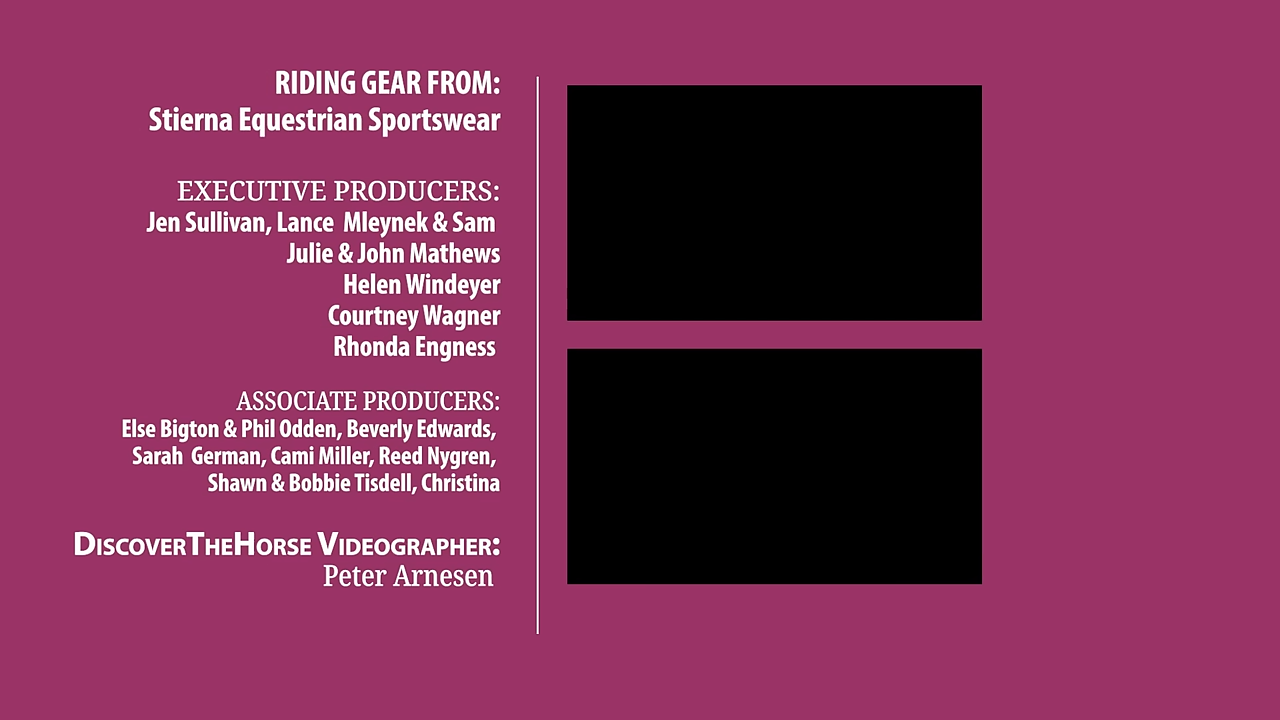 RIDING GEAR FROM:
Stierna Equestrian Sportswear
EXECUTIVE PRODUCERS:
Jen Sullivan, Lance Mleynek & Sam
Julie & John Mathews
Helen Windeyer
Courtney Wagner
Rhonda Engness
ASSOCIATE PRODUCERS:
Else Bigton & Phil Odden, Beverly Edwards,
Sarah German, Cami Miller, Reed Nygren,
Shawn & Bobbie Tisdell, Christina
DISCOVERTHEHORSE VIDEOGRAPHER:
Peter Arnesen